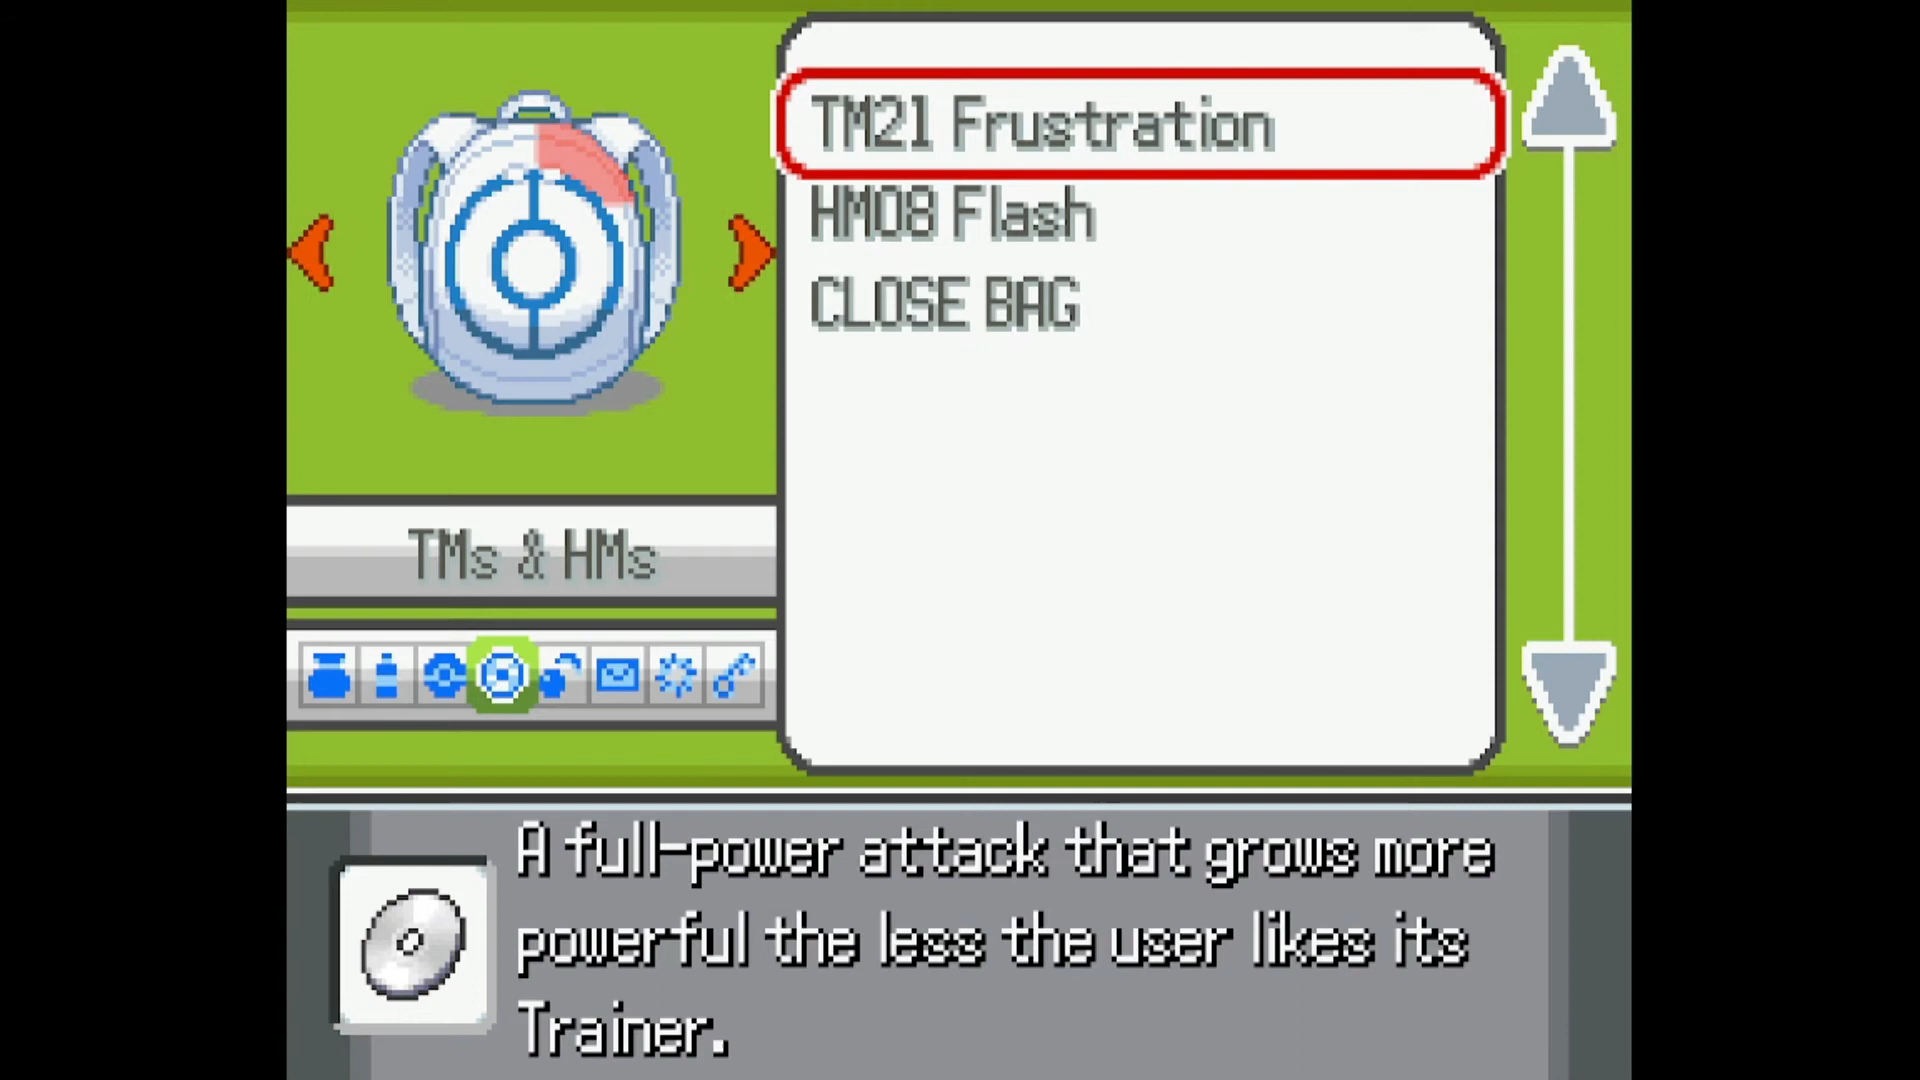 TM21 Frustration
HM08 Flash
CLOSE BAG
TMs & HMs
A full-power attack that grows more
powerful the less the user likes its
Trainer.